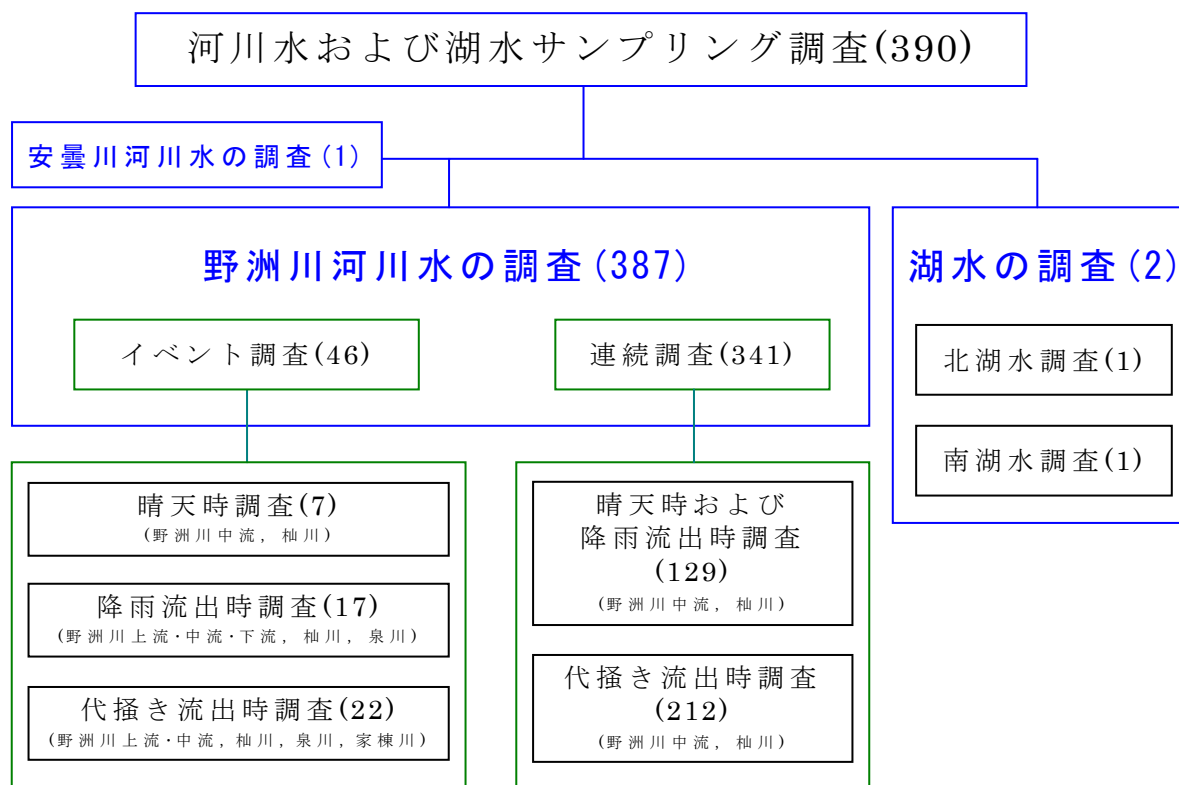 河川水および湖水サンプリング調査(390)
安曇川河川水の調査(1)
野洲川河川水の調査(387)
イベント調査(46)
連続調査(341)
晴天時調査(7)
(野洲川中流, 杣川)
降雨流出時調査(17)
(野洲川上流･中流･下流, 杣川, 泉川)
代掻き流出時調査(22)
(野洲川上流･中流, 杣川, 泉川, 家棟川)
晴天時および
降雨流出時調査
(129)
(野洲川中流, 杣川)
代掻き流出時調査
(212)
(野洲川中流, 杣川)
湖水の調査(2)
北湖水調査(1)
南湖水調査(1)